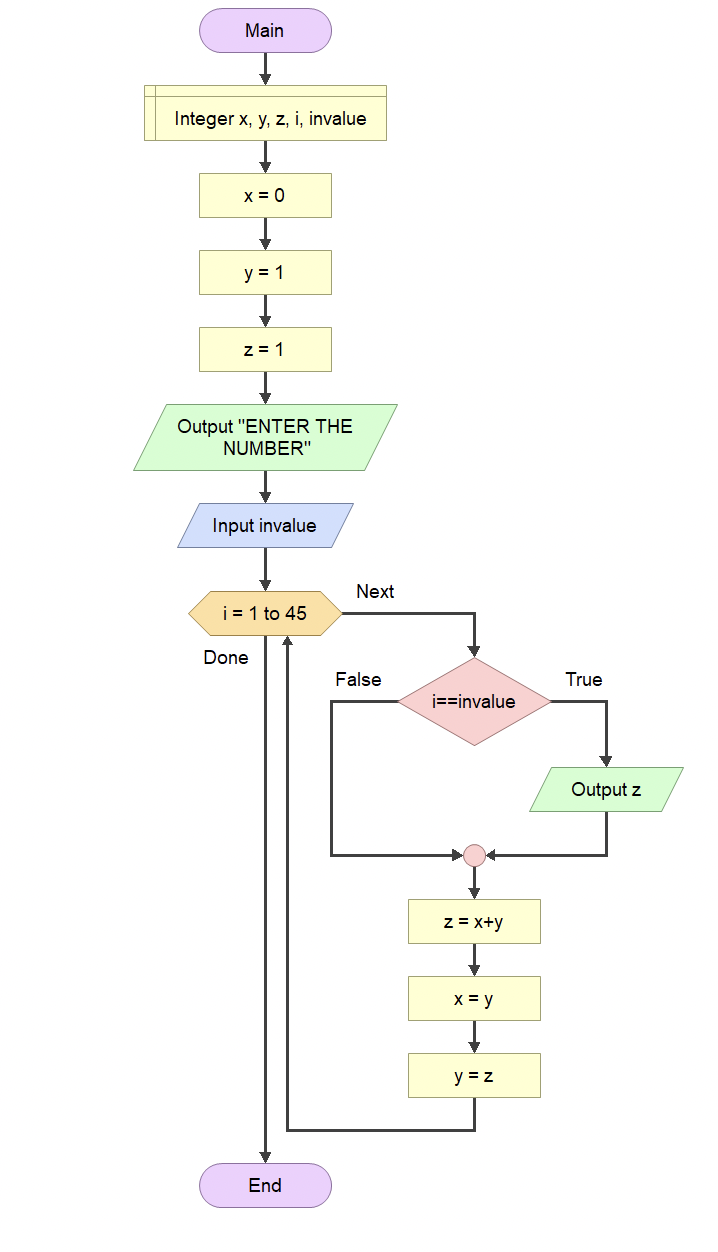 Main
Integer x, y, z, i, invalue
x = 0
y = 1
z = 1
Output "ENTER THE
NUMBER"
Input invalue
i = 1 to 45
Next
Done
False
True
i==invalue
Output z
z = x+y
x = y
y = z
End